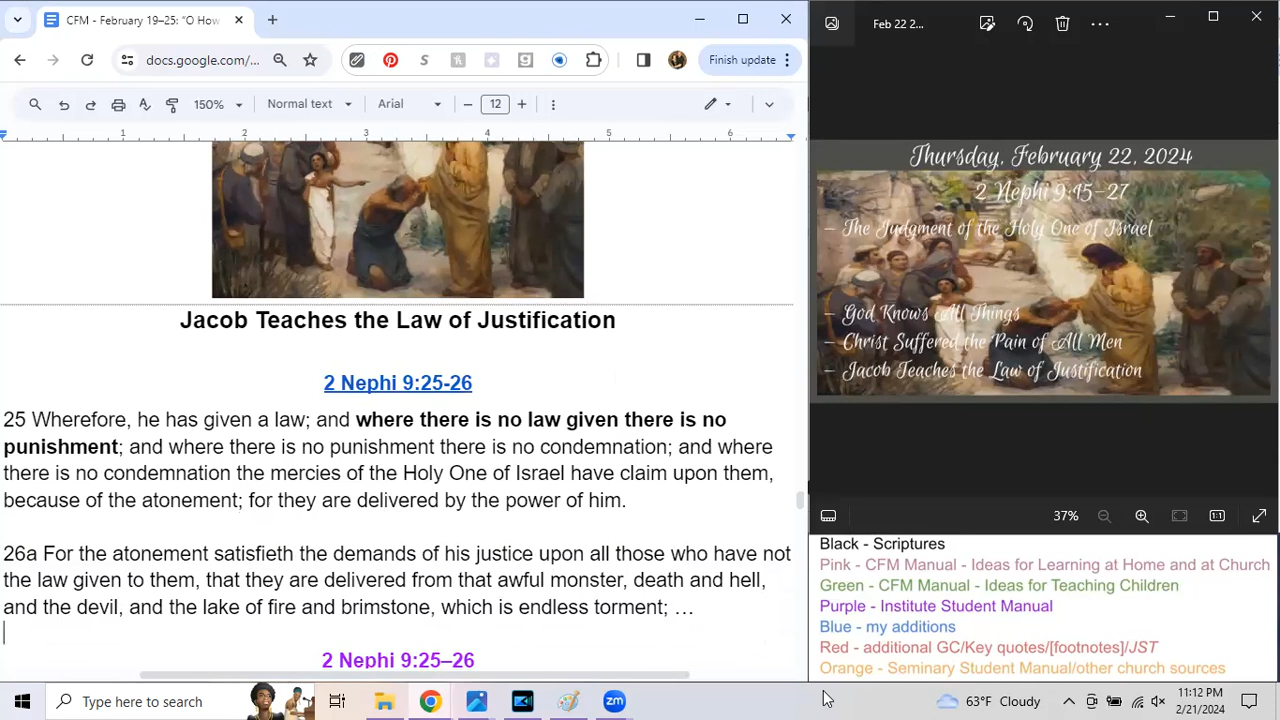 CFM - February 19–25: "O How
docs.google.com/...
Finish update
150%
Normal text
Arial
12
1 2 3 4 5 6
Jacob Teaches the Law of Justification
2 Nephi 9:25-26
25 Wherefore, he has given a law; and where there is no law given there is no
punishment; and where there is no punishment there is no condemnation; and where
there is no condemnation the mercies of the Holy One of Israel have claim upon them,
because of the atonement; for they are delivered by the power of him.
26a For the atonement satisfieth the demands of his justice upon all those who have not
the law given to them, that they are delivered from that awful monster, death and hell,
and the devil, and the lake of fire and brimstone, which is endless torment; …
2 Nephi 9:25–26
Feb 22 2...
Thursday, February 22, 2024
2 Nephi 9:15–27
– The Judgment of the Holy One of Israel
– God Knows All Things
– Christ Suffered the Pain of All Men
– Jacob Teaches the Law of Justification
37%
1:1
Black - Scriptures
Pink - CFM Manual - Ideas for Learning at Home and at Church
Green - CFM Manual - Ideas for Teaching Children
Purple - Institute Student Manual
Blue - my additions
Red - additional GC/Key quotes/[footnotes]/JST
Orange - Seminary Student Manual/other church sources
Type here to search
zm
63°F Cloudy
11:12 PM
2/21/2024